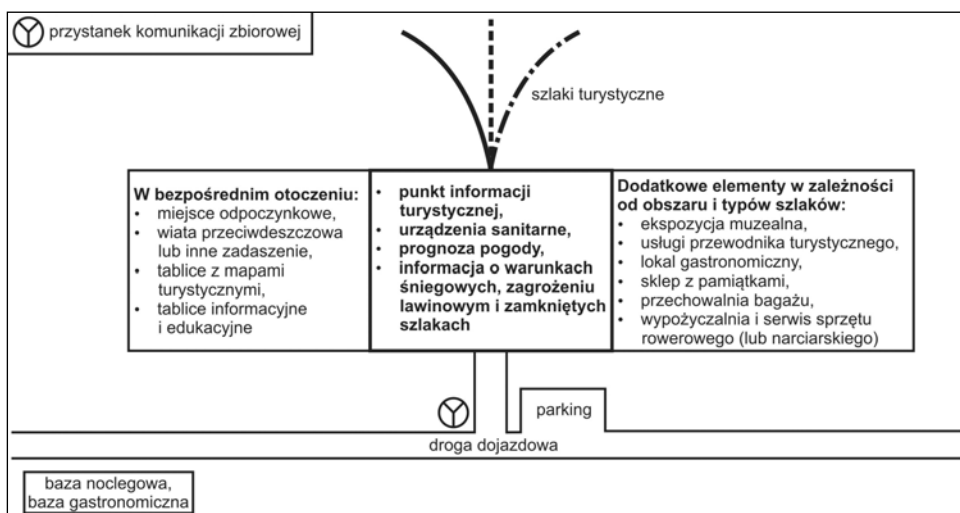 przystanek komunikacji zbiorowej
szlaki turystyczne
W bezpośrednim otoczeniu:
• miejsce odpoczynkowe,
• wiata przeciwdeszczowa
lub inne zadaszenie,
• tablice z mapami
turystycznymi,
• tablice informacyjne
i edukacyjne
• punkt informacji
turystycznej,
• urządzenia sanitarne,
• prognoza pogody,
• informacja o warunkach
śniegowych, zagrożeniu
lawinowym i zamkniętych
szlakach
Dodatkowe elementy w zależności
od obszaru i typów szlaków:
• ekspozycja muzealna,
• usługi przewodnika turystycznego,
• lokal gastronomiczny,
• sklep z pamiątkami,
• przechowalnia bagażu,
• wypożyczalnia i serwis sprzętu
rowerowego (lub narciarskiego)
parking
droga dojazdowa
baza noclegowa,
baza gastronomiczna